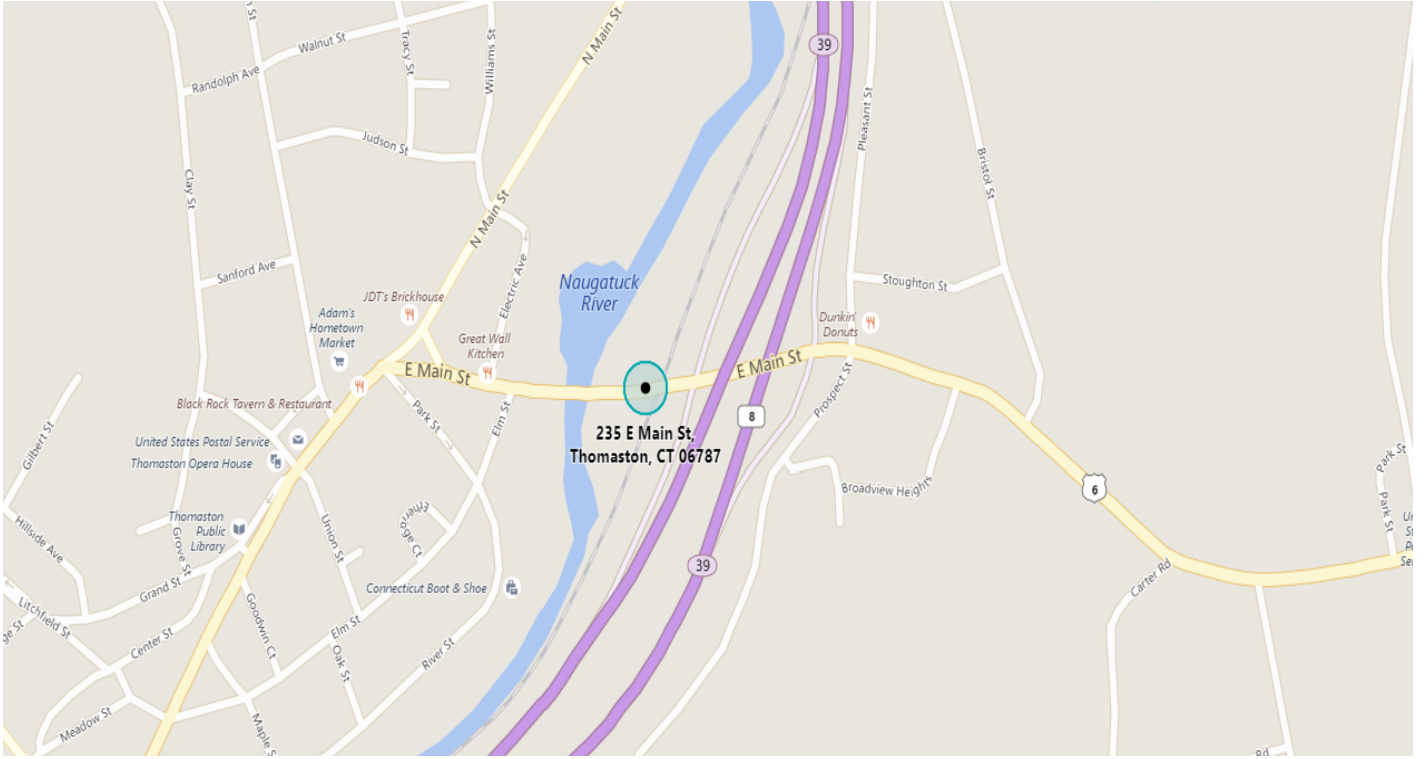 39
Walnut St
Tracy St
Williams St
N Main St
Randolph Ave
Pleasant St
Judson St
Bristol St
Clay St
N Main St
Sanford Ave
Electric Ave
Naugatuck
River
Stoughton St
JDT's Brickhouse
Adam's
Hometown
Market
Great Wall
Kitchen
Dunkin'
Donuts
E Main St
E Main St
Black Rock Tavern & Restaurant
Park St
Elm St
Prospect St
8
235 E Main St,
Thomaston, CT 06787
Gilbert St
United States Postal Service
Thomaston Opera House
Park St
Broadview Heights
6
Park St
Thomaston
Public
Library
Hillside Ave
Grove St
Union St
Etherroge Ct
39
Carter Rd
Grand St
Connecticut Boot & Shoe
Litchfield St
Goodwin Ct
Elm St
Center St
Oak St
River St
Meadow St
Maple S
Rd